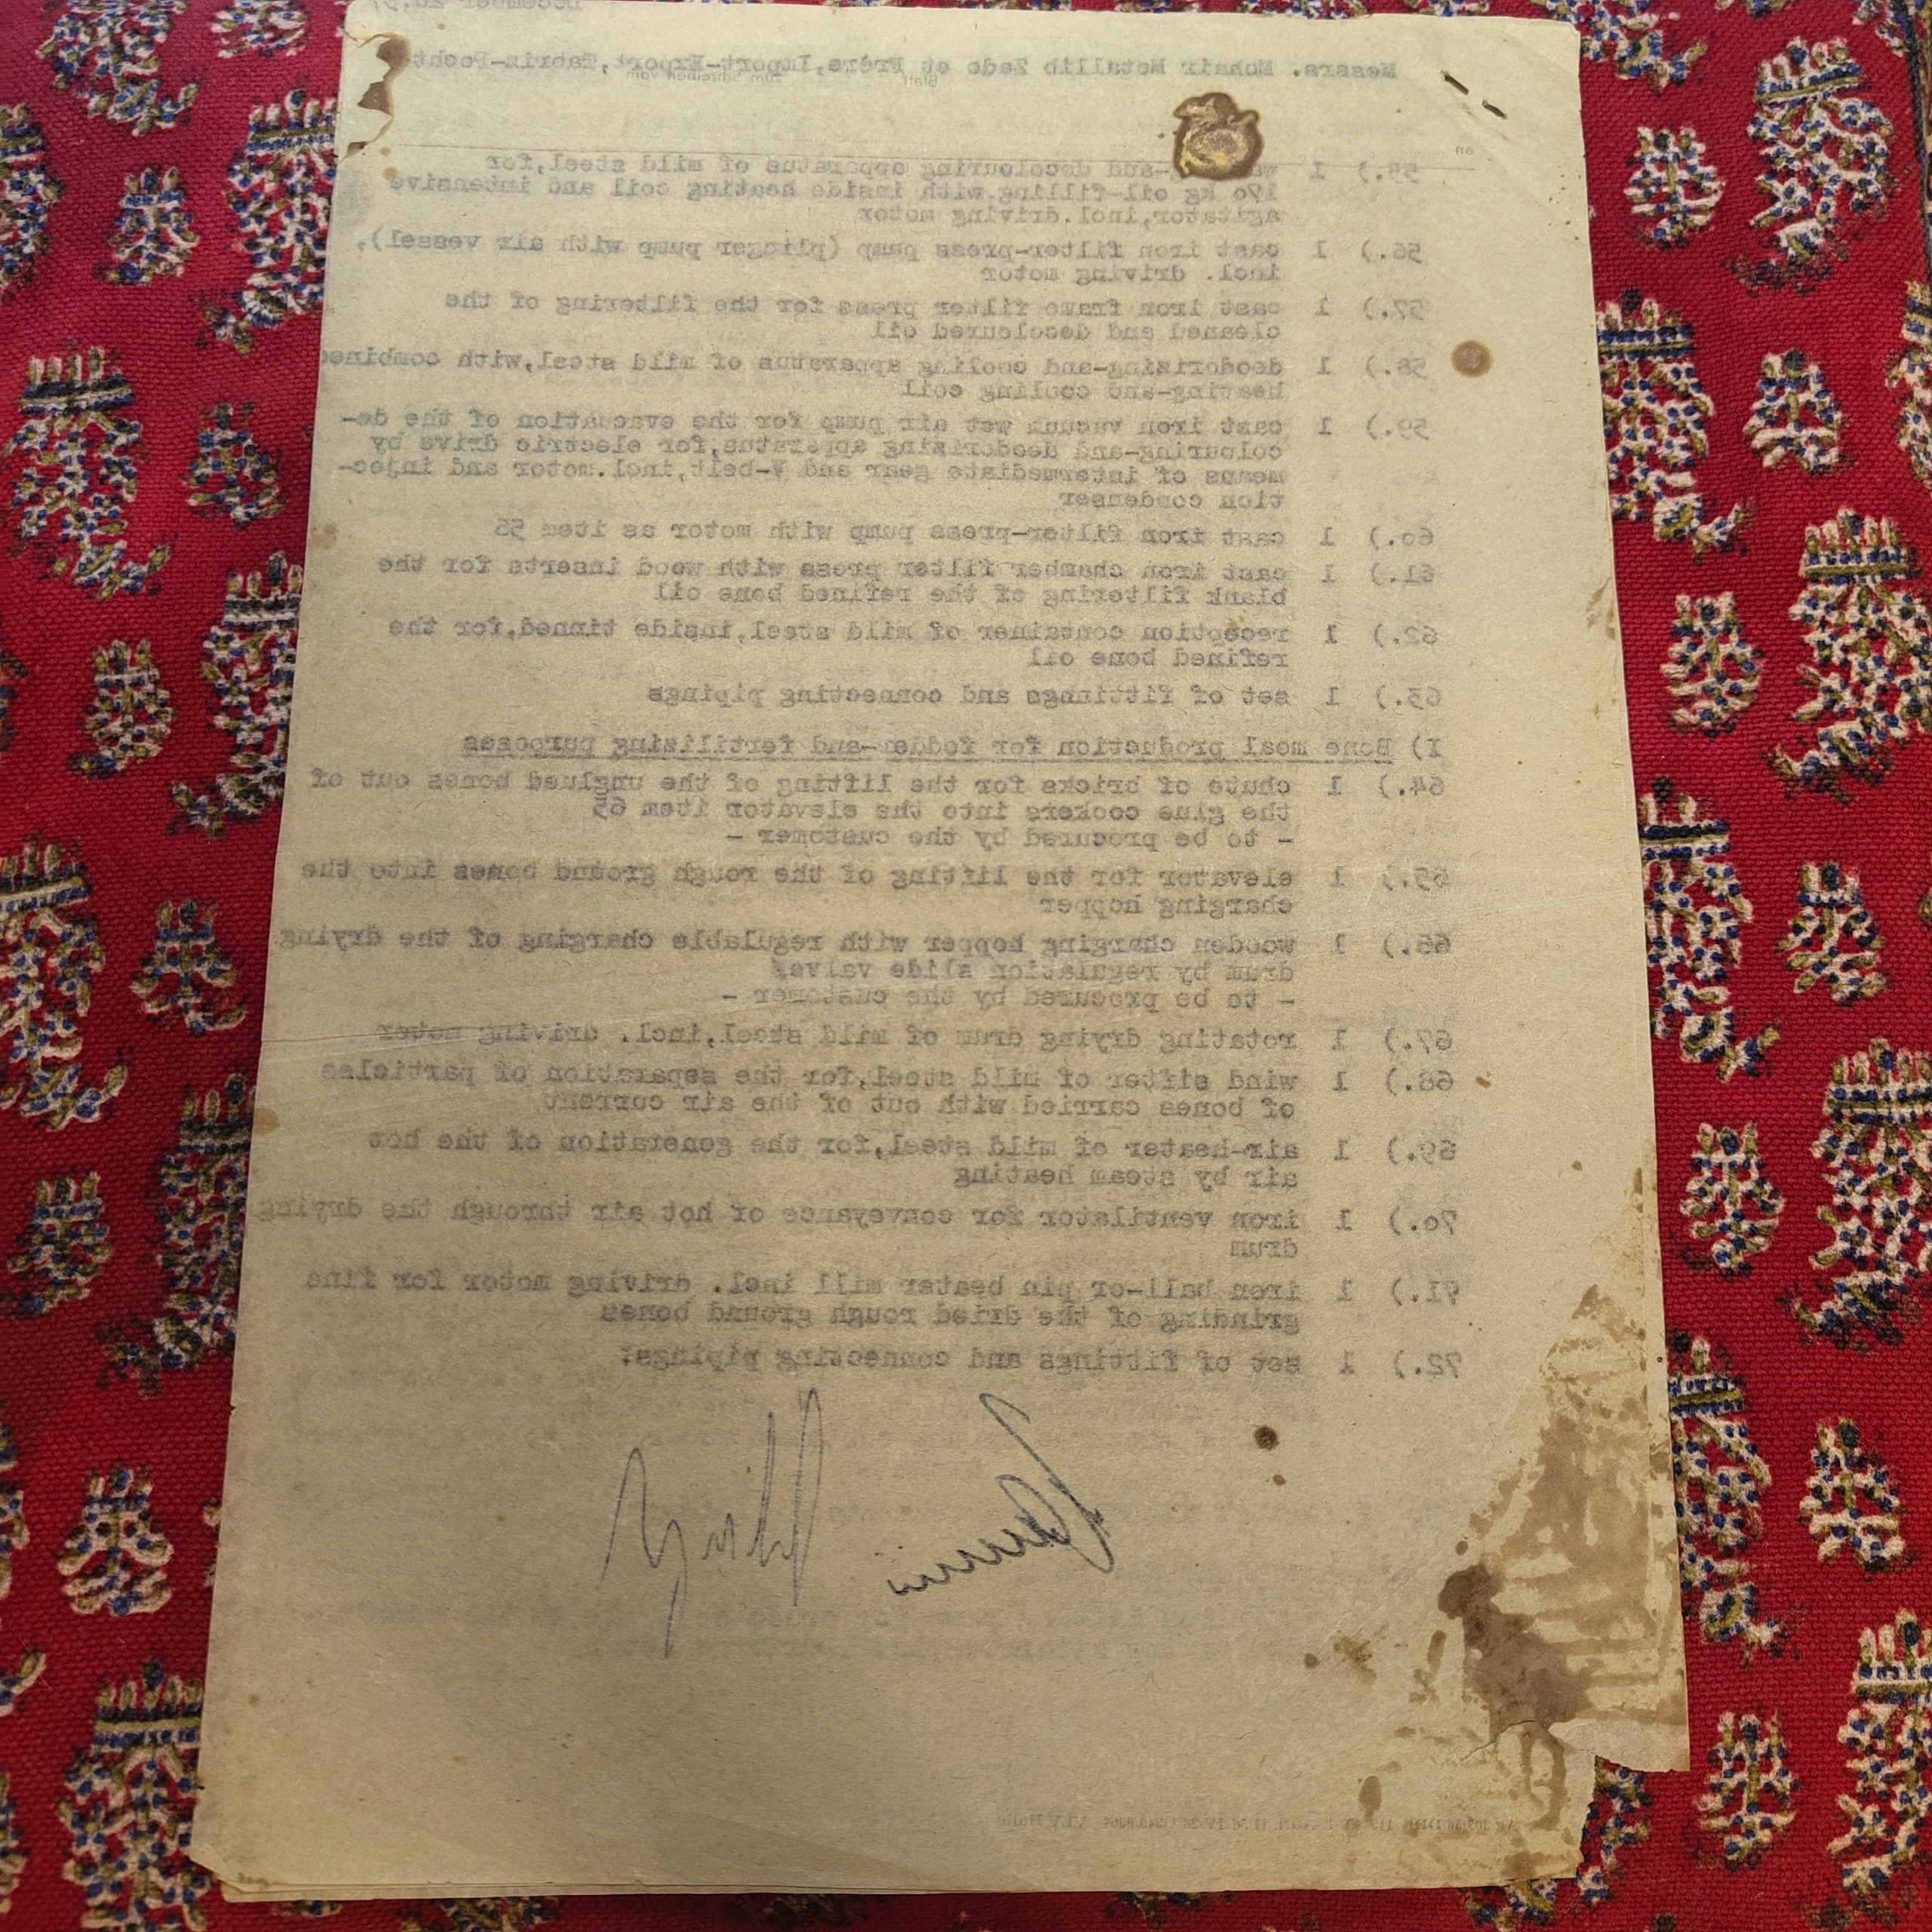 December 20.57
Messrs. Mohair Motallib Zade et Frère,Import-Export,Tabriz-Pochte
Blatt zum Schreiben vom
an
55.) 1 -and decolouring apparatus of mild steel,for
170 kg oil-filling.with inside heating coil and intensive
agitator,incl.driving motor
56.) 1 cast iron filter-press pump (plinger pump with air vessel),
incl. driving motor
57.) 1 cast iron frame filter press for the filtering of the
cleaned and decoloured oil
58.) 1 deodorizing-and cooling apparatus of mild steel,with combined
heating-and cooling coil
59.) 1 cast iron vacuum wet air pump for the evacuation of the de-
colouring-and deodorizing apparatus,for electric drive by
means of intermediate gear and V-belt,incl.motor and injec-
tion condenser
60.) 1 cast iron filter-press pump with motor as item 56
61.) 1 cast iron chamber filter press with wood inserts for the
blank filtering of the refined bone oil
62.) 1 reception container of mild steel,inside tinned,for the
refined bone oil
63.) 1 set of fittings and connecting pipings
I) Bone meal production for fodder-and fertilizing purposes
64.) 1 chute of bricks for the lifting of the unglued bones out of
the glue cookers into the elevator item 65
- to be procured by the customer -
65.) 1 elevator for the lifting of the rough ground bones into the
charging hopper
66.) 1 wooden charging hopper with regulable charging of the drying
drum by regulation slide valves
- to be procured by the customer -
67.) 1 rotating drying drum of mild steel,incl. driving motor
68.) 1 wind sifter of mild steel,for the separation of particles
of bones carried with out of the air current
69.) 1 air-heater of mild steel,for the generation of the hot
air by steam heating
70.) 1 iron ventilator for conveyance of hot air through the drying
drum
71.) 1 iron ball-or pin beater mill incl. driving motor for fine
grinding of the dried rough ground bones
72.) 1 set of fittings and connecting pipings: